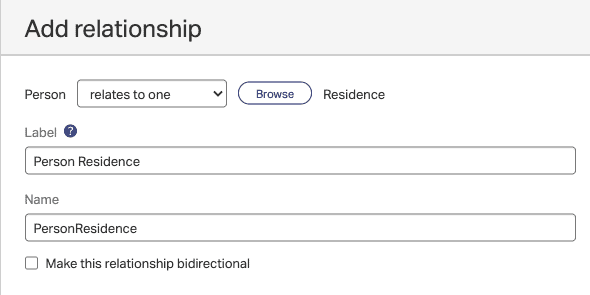 Add relationship
Person relates to one Browse Residence
Label ?
Person Residence
Name
PersonResidence
Make this relationship bidirectional